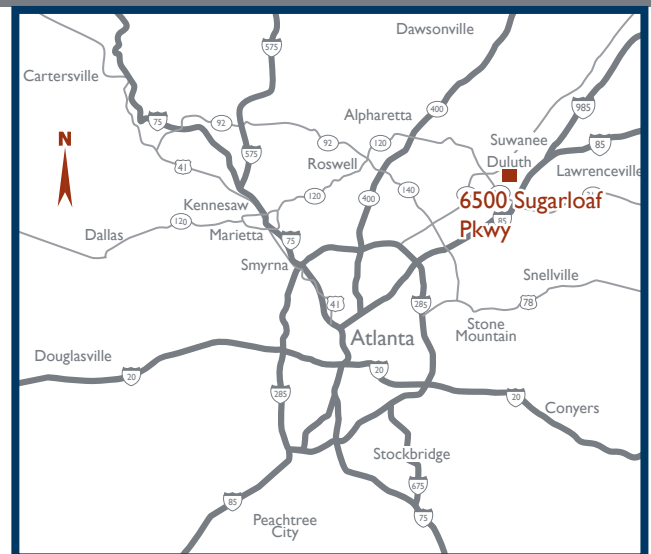 575
Dawsonville
Cartersville
400
985
75
92
Alpharetta
92
120
Suwanee
85
41
575
Roswell
Duluth
Lawrenceville
N
120
140
6500 Sugarloaf
Pkwy
Kennesaw
400
85
120
Marietta
Dallas
75
Smyrna
Snellville
41
285
78
Stone
Mountain
Atlanta
Douglasville
20
20
285
20
Conyers
Stockbridge
675
85
75
Peachtree
City